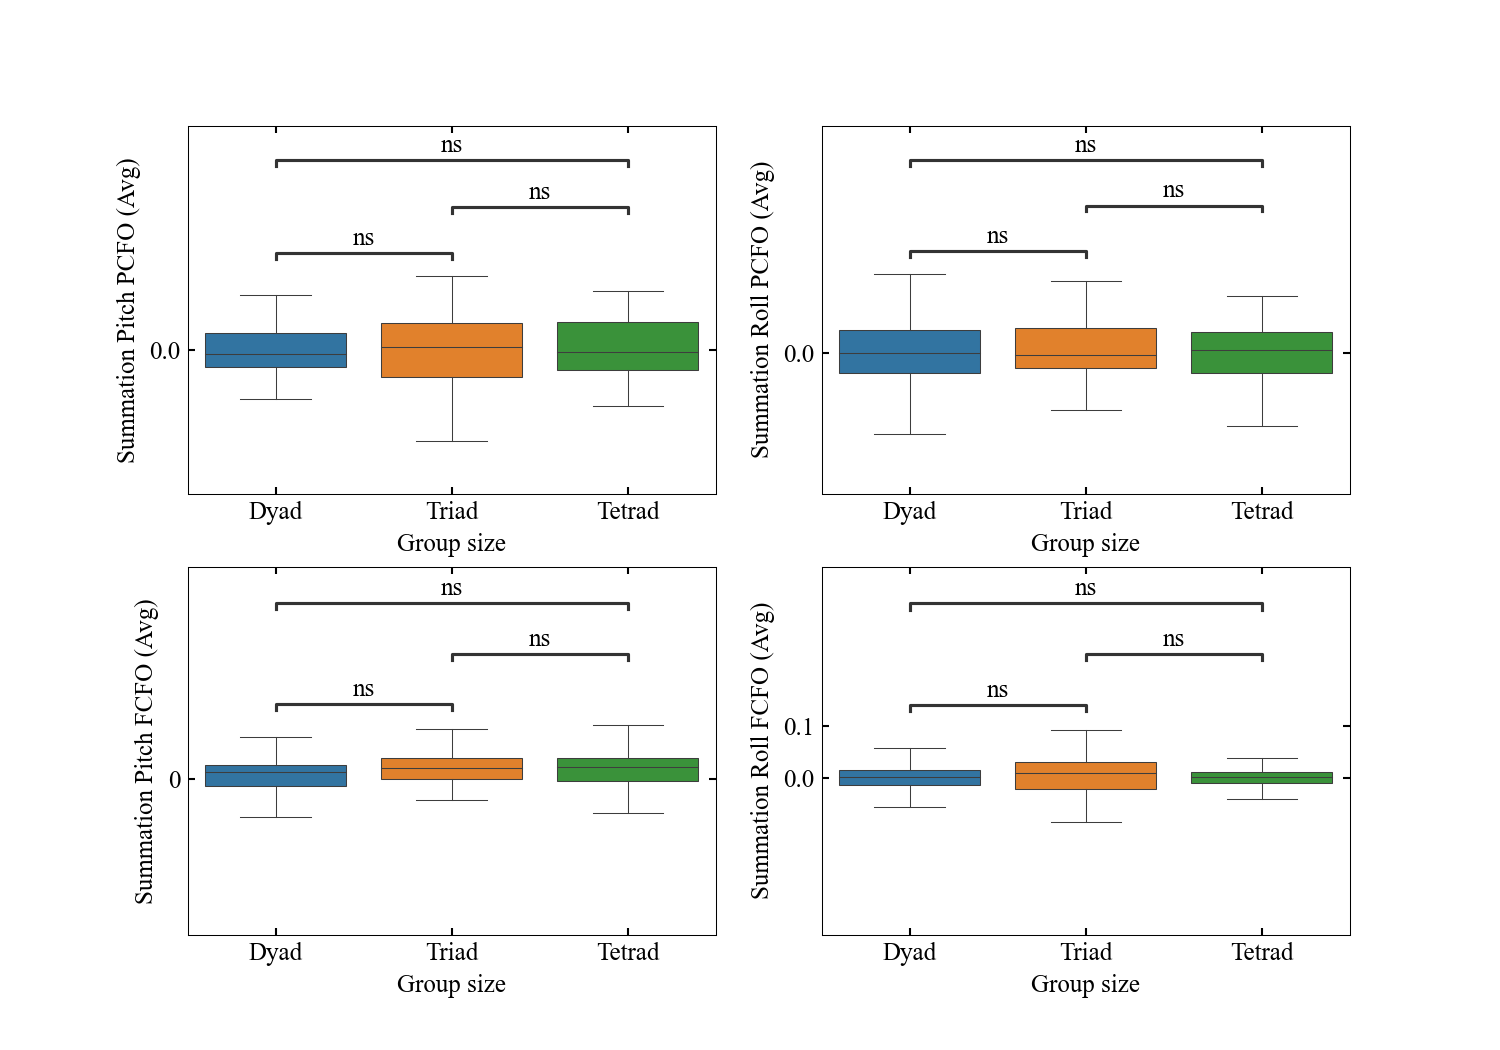 Summation Pitch PCFO (Avg)
ns
ns
ns
0.0
Dyad Triad Tetrad
Group size
Summation Roll PCFO (Avg)
ns
ns
ns
0.0
Dyad Triad Tetrad
Group size
Summation Pitch FCFO (Avg)
ns
ns
ns
0
Dyad Triad Tetrad
Group size
Summation Roll FCFO (Avg)
ns
ns
ns
0.1
0.0
Dyad Triad Tetrad
Group size